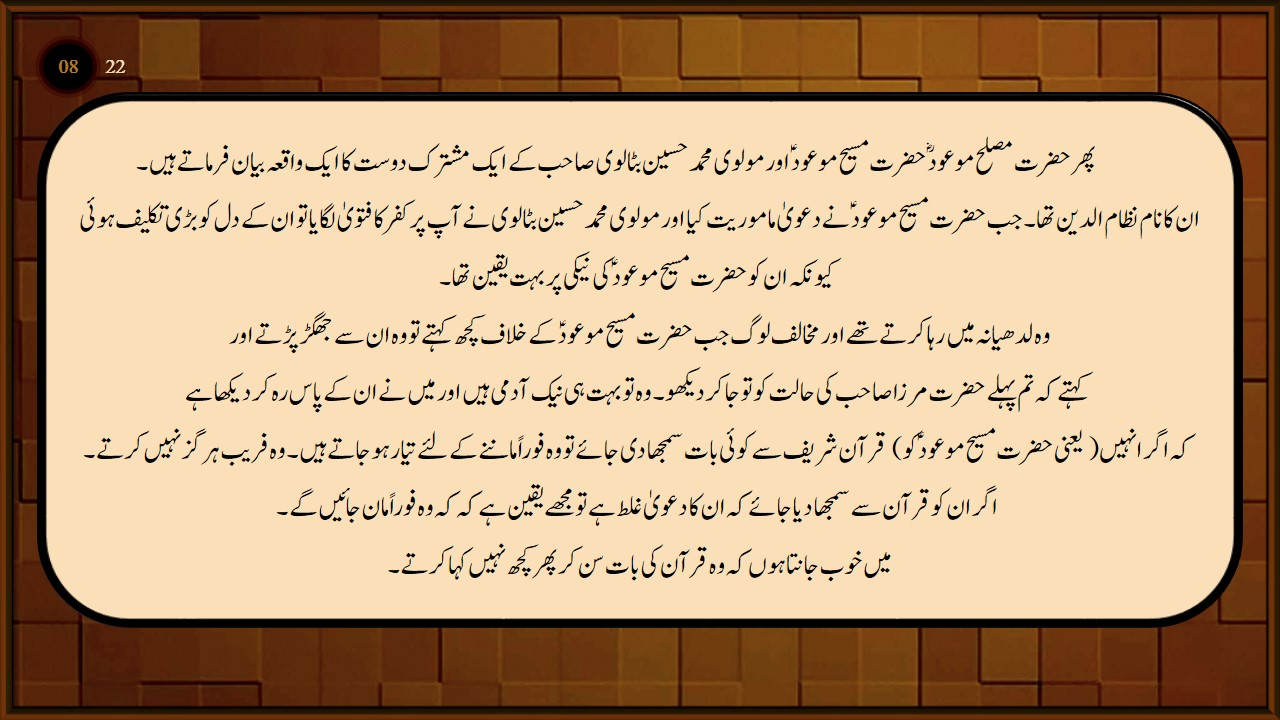 08 22
پھر حضرت مصلح موعودؓ حضرت مسیح موعودؑ اور مولوی محمد حسین بٹالوی صاحب کے ایک مشترک دوست کا ایک واقعہ بیان فرماتے ہیں۔
ان کا نام نظام الدین تھا۔ جب حضرت مسیح موعودؑ نے دعویٰ ماموریت کیا اور مولوی محمد حسین بٹالوی نے آپ پر کفر کا فتویٰ لگایا تو ان کے دل کو بڑی تکلیف ہوئی
کیونکہ ان کو حضرت مسیح موعودؑ کی نیکی پر بہت یقین تھا۔
وہ لدھیانہ میں رہا کرتے تھے اور مخالف لوگ جب حضرت مسیح موعودؑ کے خلاف کچھ کہتے تو وہ ان سے جھگڑ پڑتے اور
کہتے کہ تم پہلے حضرت مرزا صاحب کی حالت کو تو جا کر دیکھو۔ وہ تو بہت ہی نیک آدمی ہیں اور میں نے ان کے پاس رہ کر دیکھا ہے
کہ اگر انہیں (یعنی حضرت مسیح موعودؑ کو) قرآن شریف سے کوئی بات سمجھا دی جائے تو وہ فوراً ماننے کے لئے تیار ہو جاتے ہیں۔ وہ فریب ہرگز نہیں کرتے۔
اگر ان کو قرآن سے سمجھا دیا جائے کہ ان کا دعویٰ غلط ہے تو مجھے یقین ہے کہ کہ وہ فوراً مان جائیں گے۔
میں خوب جانتا ہوں کہ وہ قرآن کی بات سن کر پھر کچھ نہیں کہا کرتے۔